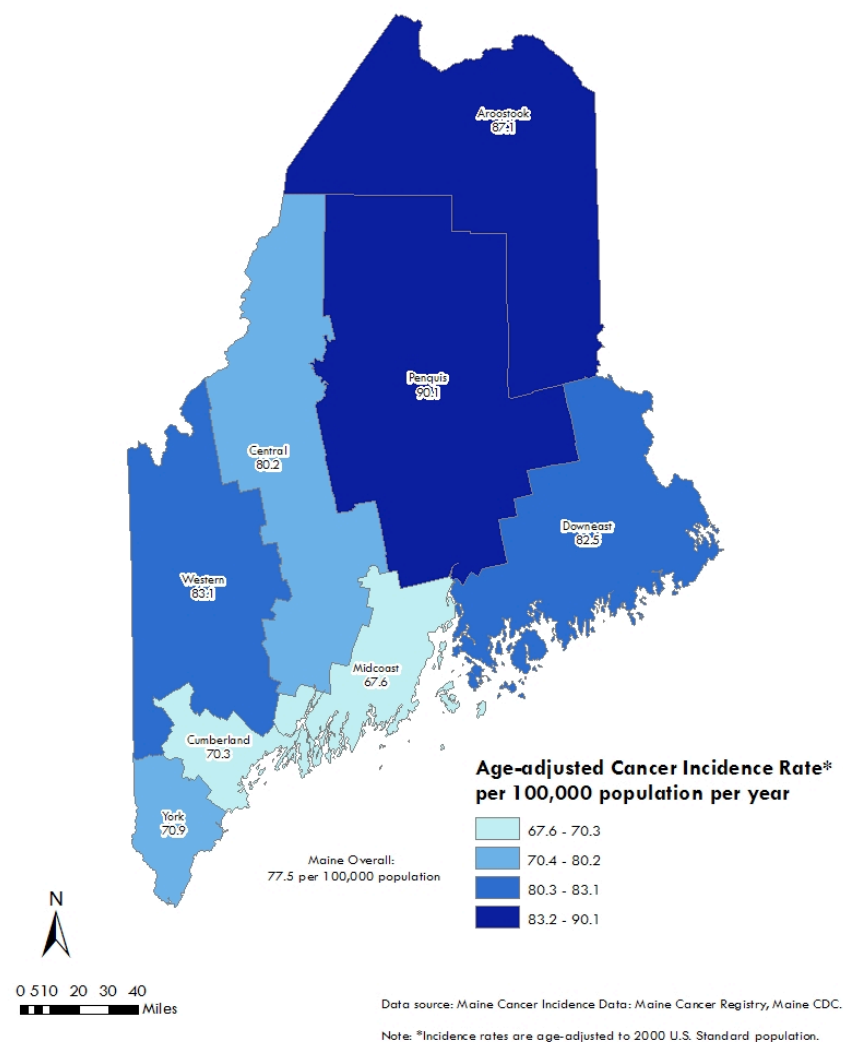 Aroostook
87.1
Penquis
90.1
Central
80.2
Downeast
82.5
Western
83.1
Midcoast
67.6
Cumberland
70.3
York
70.9
Age-adjusted Cancer Incidence Rate*
per 100,000 population per year
67.6 - 70.3
70.4 - 80.2
80.3 - 83.1
83.2 - 90.1
Maine Overall:
77.5 per 100,000 population
N
0 5 10 20 30 40
Miles
Data source: Maine Cancer Incidence Data: Maine Cancer Registry, Maine CDC.
Note: *Incidence rates are age-adjusted to 2000 U.S. Standard population.